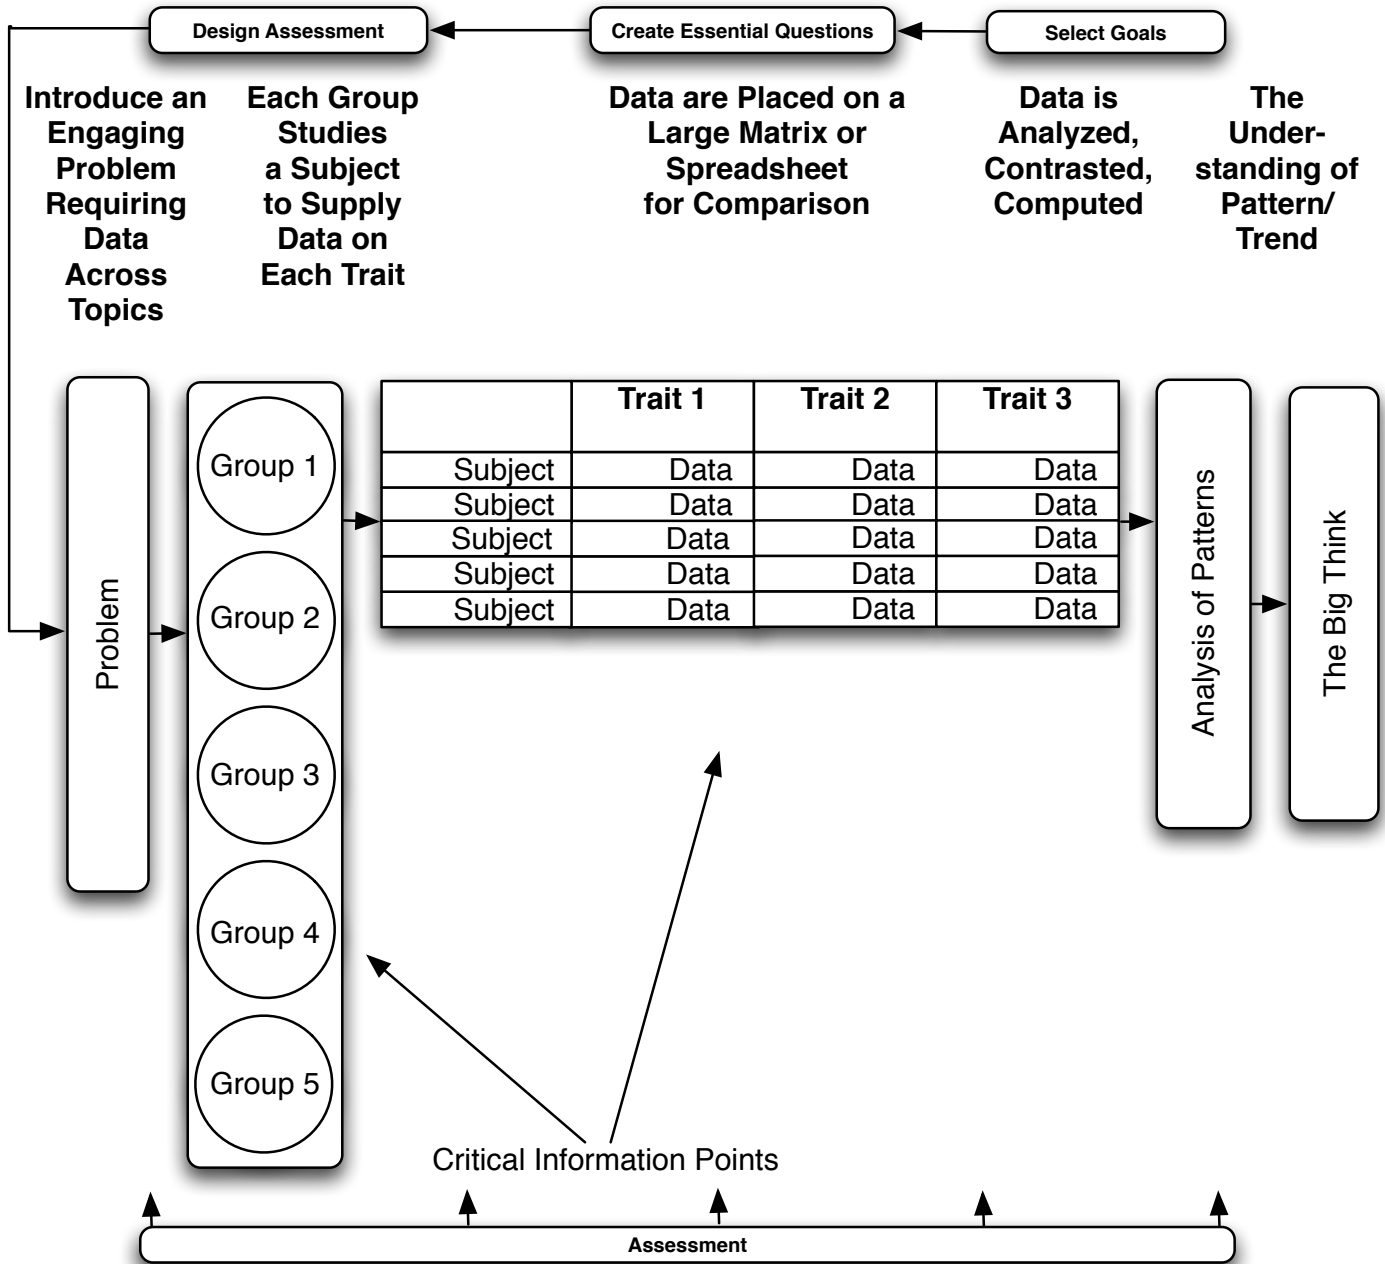 Design Assessment
Create Essential Questions
Select Goals
Introduce an
Engaging
Problem
Requiring
Data
Across
Topics
Each Group
Studies
a Subject
to Supply
Data on
Each Trait
Data are Placed on a
Large Matrix or
Spreadsheet
for Comparison
Data is
Analyzed,
Contrasted,
Computed
The
Under-
standing of
Pattern/
Trend
Problem
Group 1
Group 2
Group 3
Group 4
Group 5
Trait 1 Trait 2 Trait 3
Subject Data Data Data
Subject Data Data Data
Subject Data Data Data
Subject Data Data Data
Subject Data Data Data
Analysis of Patterns
The Big Think
Critical Information Points
Assessment